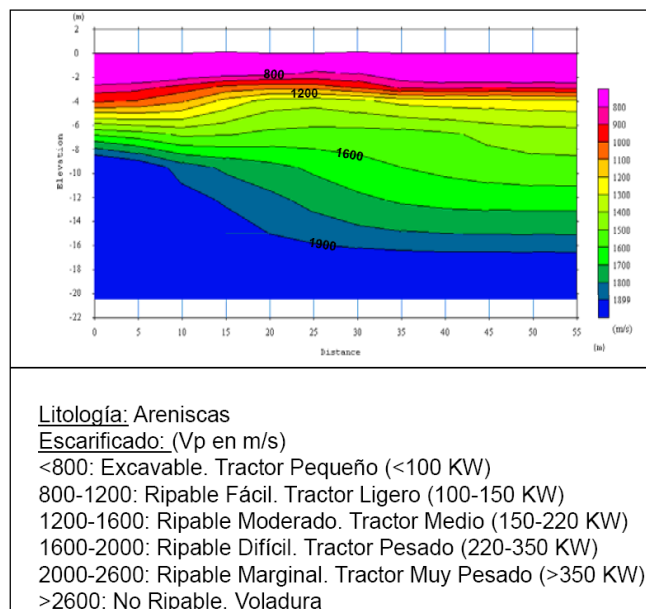 (m)
2
0
-2
-4
-6
-8
-10
-12
-14
-16
-18
-20
-22
Elevation
800
1200
1600
1900
0 5 10 15 20 25 30 35 40 45 50 55
Distance
(m)
800
900
1000
1100
1200
1300
1400
1500
1600
1700
1800
1899
(m/s)
Litología: Areniscas
Escarificado: (Vp en m/s)
<800: Excavable. Tractor Pequeño (<100 KW)
800-1200: Ripable Fácil. Tractor Ligero (100-150 KW)
1200-1600: Ripable Moderado. Tractor Medio (150-220 KW)
1600-2000: Ripable Difícil. Tractor Pesado (220-350 KW)
2000-2600: Ripable Marginal. Tractor Muy Pesado (>350 KW)
>2600: No Ripable. Voladura